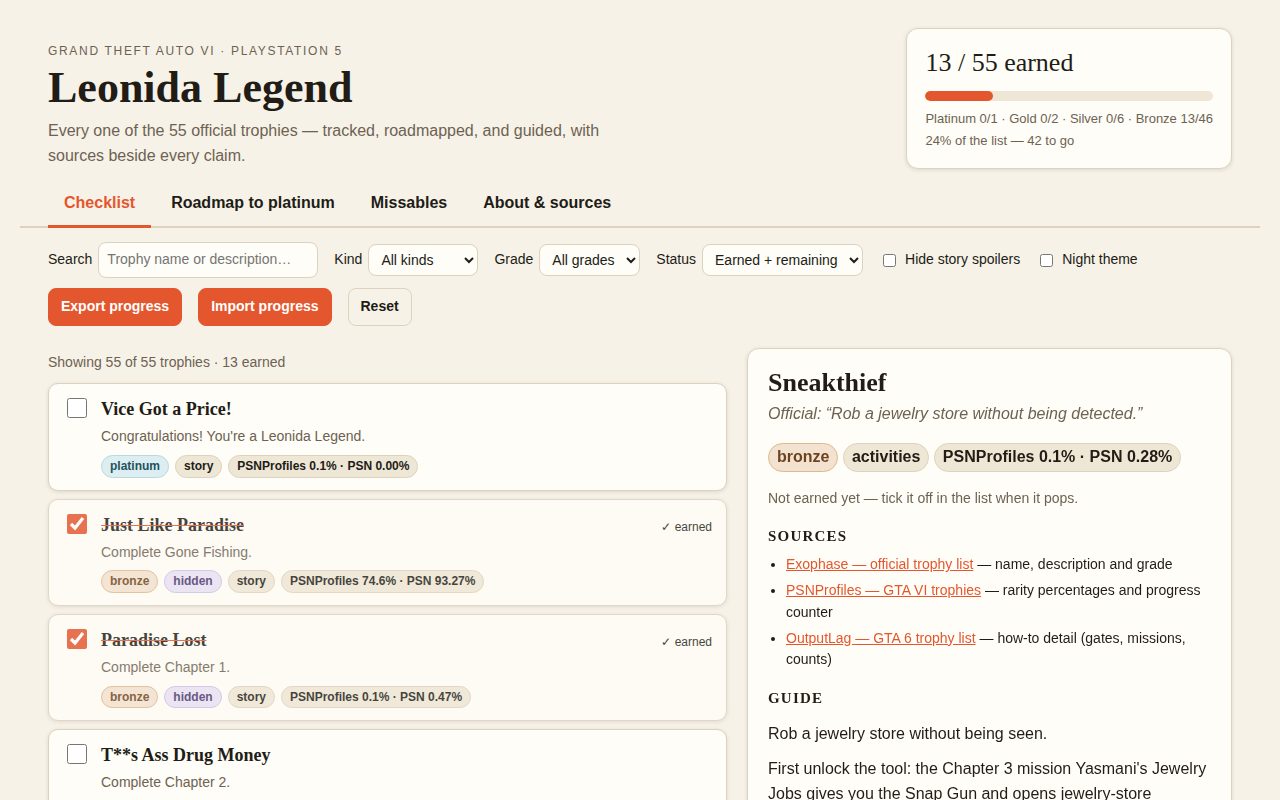 GRAND THEFT AUTO VI · PLAYSTATION 5
Leonida Legend
Every one of the 55 official trophies — tracked, roadmapped, and guided, with
sources beside every claim.
13 / 55 earned
Platinum 0/1 · Gold 0/2 · Silver 0/6 · Bronze 13/46
24% of the list — 42 to go
Checklist Roadmap to platinum Missables About & sources
Search Trophy name or description… Kind All kinds Grade All grades Status Earned + remaining Hide story spoilers Night theme
Export progress Import progress Reset
Showing 55 of 55 trophies · 13 earned
Vice Got a Price!
Congratulations! You're a Leonida Legend.
platinum story PSNProfiles 0.1% · PSN 0.00%
Just Like Paradise ✓ earned
Complete Gone Fishing.
bronze hidden story PSNProfiles 74.6% · PSN 93.27%
Paradise Lost ✓ earned
Complete Chapter 1.
bronze hidden story PSNProfiles 0.1% · PSN 0.47%
T**s Ass Drug Money
Complete Chapter 2.
Sneakthief
Official: “Rob a jewelry store without being detected.”
bronze activities PSNProfiles 0.1% · PSN 0.28%
Not earned yet — tick it off in the list when it pops.
SOURCES
• Exophase — official trophy list — name, description and grade
• PSNProfiles — GTA VI trophies — rarity percentages and progress
counter
• OutputLag — GTA 6 trophy list — how-to detail (gates, missions,
counts)
GUIDE
Rob a jewelry store without being seen.
First unlock the tool: the Chapter 3 mission Yasmani's Jewelry
Jobs gives you the Snap Gun and opens jewelry-store